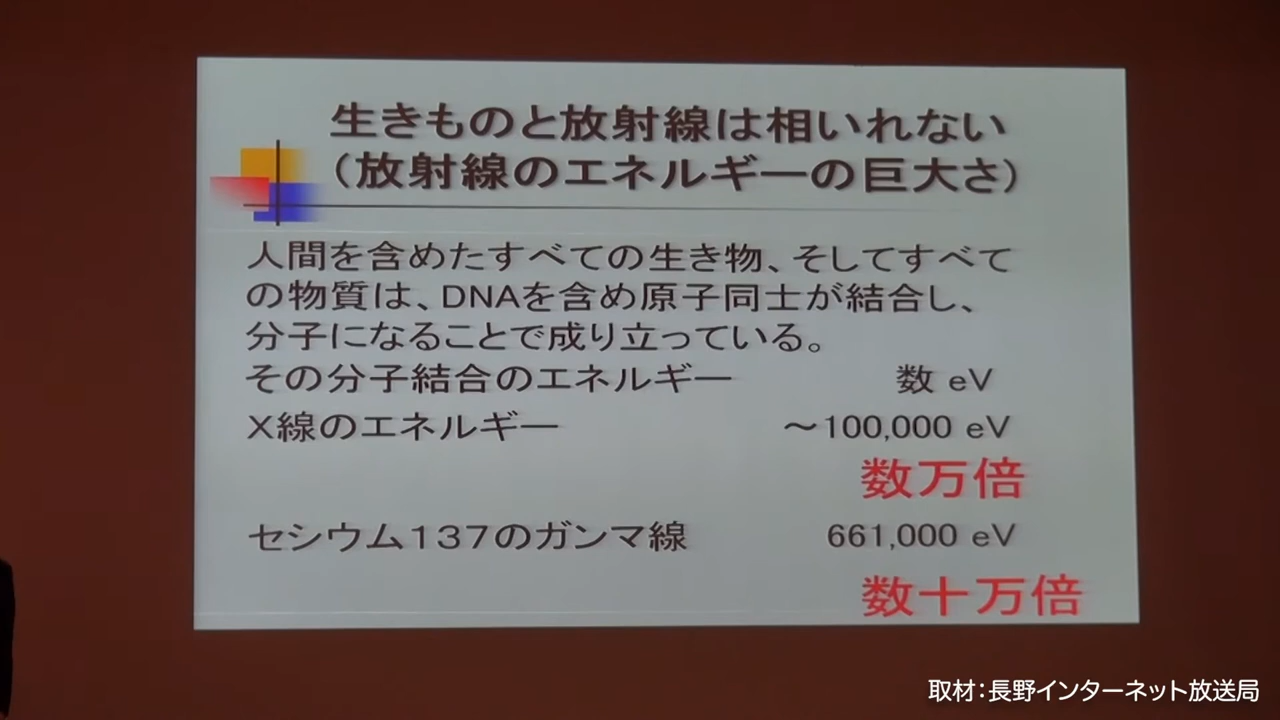 生きものと放射線は相いれない
（放射線のエネルギーの巨大さ）
人間を含めたすべての生き物、そしてすべて
の物質は、DNAを含め原子同士が結合し、
分子になることで成り立っている。
その分子結合のエネルギー 数 eV
X線のエネルギー ～100,000 eV
数万倍
セシウム１３７のガンマ線 661,000 eV
数十万倍
取材：長野インターネット放送局